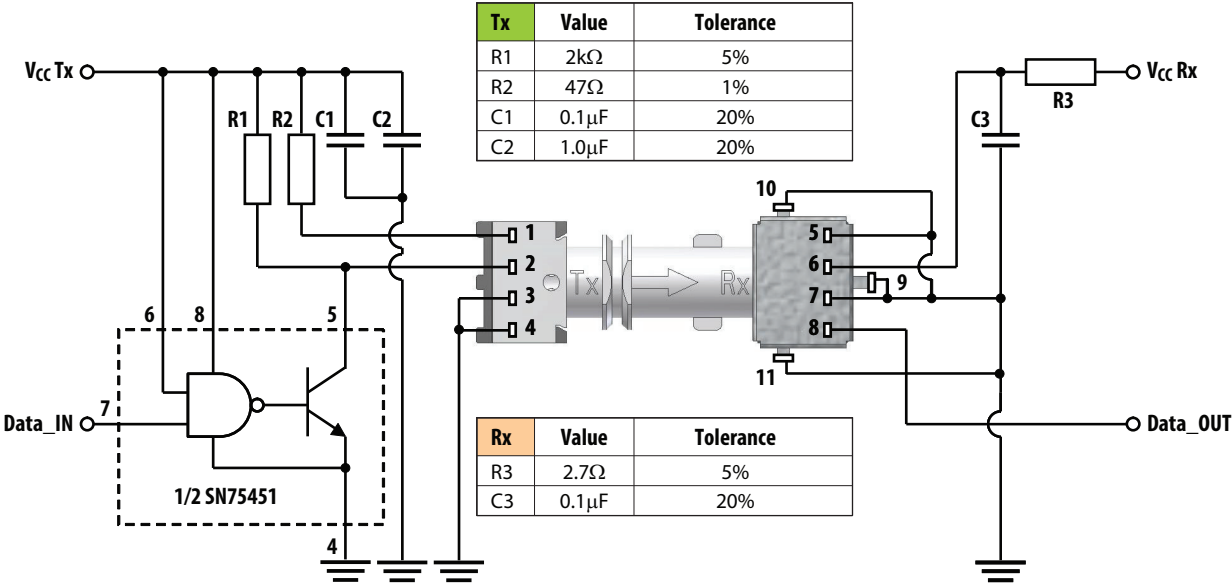 Tx Value Tolerance
R1 2kΩ 5%
R2 47Ω 1%
C1 0.1μF 20%
C2 1.0μF 20%
VCC Tx
R1 R2 C1 C2
VCC Rx
R3
C3
10
1
2
3
4
Tx
Rx
5
6
7
8
9
11
6 8 5
7
Data_IN
1/2 SN75451
4
Data_OUT
Rx Value Tolerance
R3 2.7Ω 5%
C3 0.1μF 20%